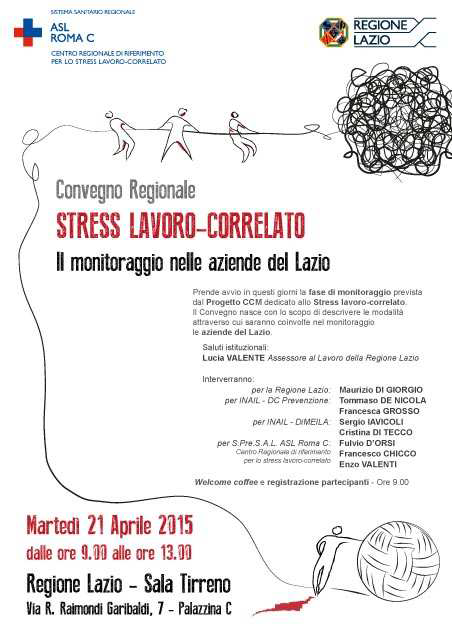 SISTEMA SANITARIO REGIONALE
ASL
ROMA C
CENTRO REGIONALE DI RIFERIMENTO
PER LO STRESS LAVORO-CORRELATO
REGIONE
LAZIO
Convegno Regionale
STRESS LAVORO-CORRELATO
Il monitoraggio nelle aziende del Lazio
Prende avvio in questi giorni la fase di monitoraggio prevista
dal Progetto CCM dedicato allo Stress lavoro-correlato.
Il Convegno nasce con lo scopo di descrivere le modalità
attraverso cui saranno coinvolte nel monitoraggio
le aziende del Lazio.
Saluti istituzionali:
Lucia VALENTE Assessore al Lavoro della Regione Lazio
Interverranno:
per la Regione Lazio: Maurizio DI GIORGIO
per INAIL - DC Prevenzione: Tommaso DE NICOLA
Francesca GROSSO
per INAIL - DIMEILA: Sergio IAVICOLI
Cristina DI TECCO
per S.Pre.S.A.L. ASL Roma C: Fulvio D'ORSI
Centro Regionale di riferimento Francesco CHICCO
per lo stress lavoro-correlato Enzo VALENTI
Welcome coffee e registrazione partecipanti - Ore 9.00
Martedì 21 Aprile 2015
dalle ore 9.00 alle ore 13.00
Regione Lazio - Sala Tirreno
Via R. Raimondi Garibaldi, 7 - Palazzina C